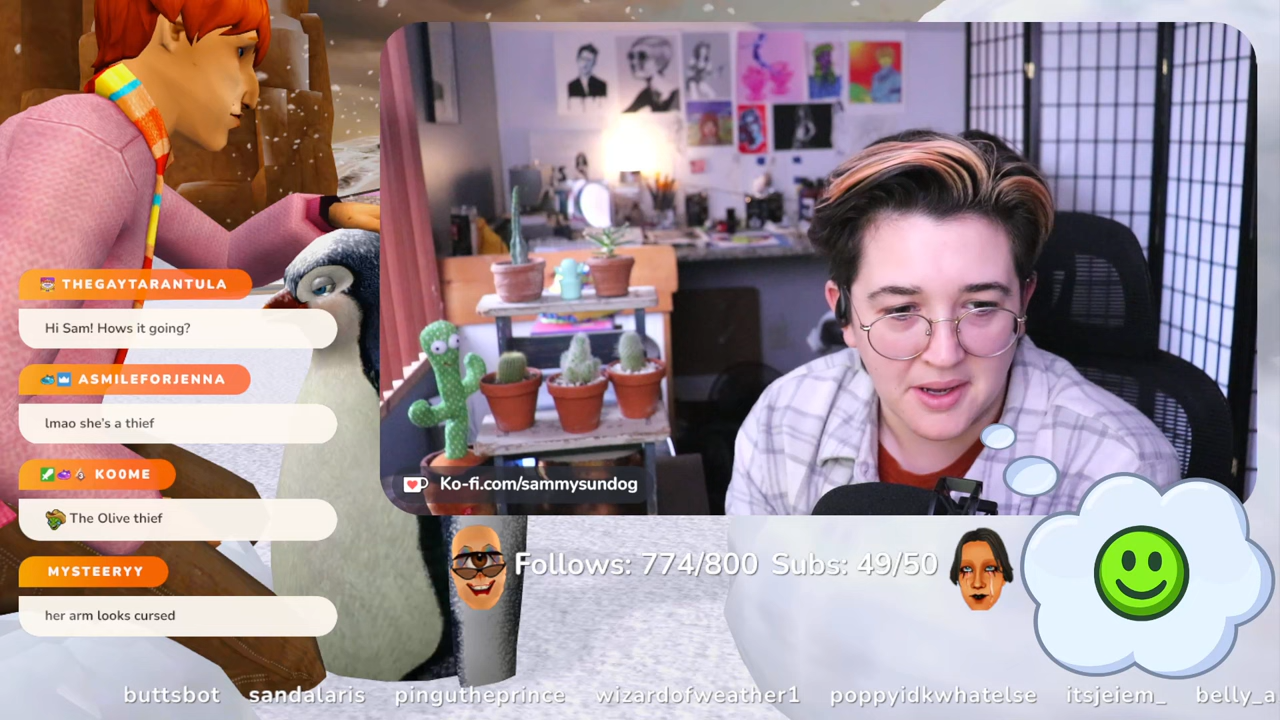 THEGAYTARANTULA
Hi Sam! Hows it going?
ASMILEFORJENNA
lmao she's a thief
KO0ME
The Olive thief
MYSTEERYY
her arm looks cursed
Ko-fi.com/sammysundog
Follows: 774/800 Subs: 49/50
buttsbot sandalaris pingutheprince wizardofweather1 poppyidkwhatelse itsjeiem_ belly_a